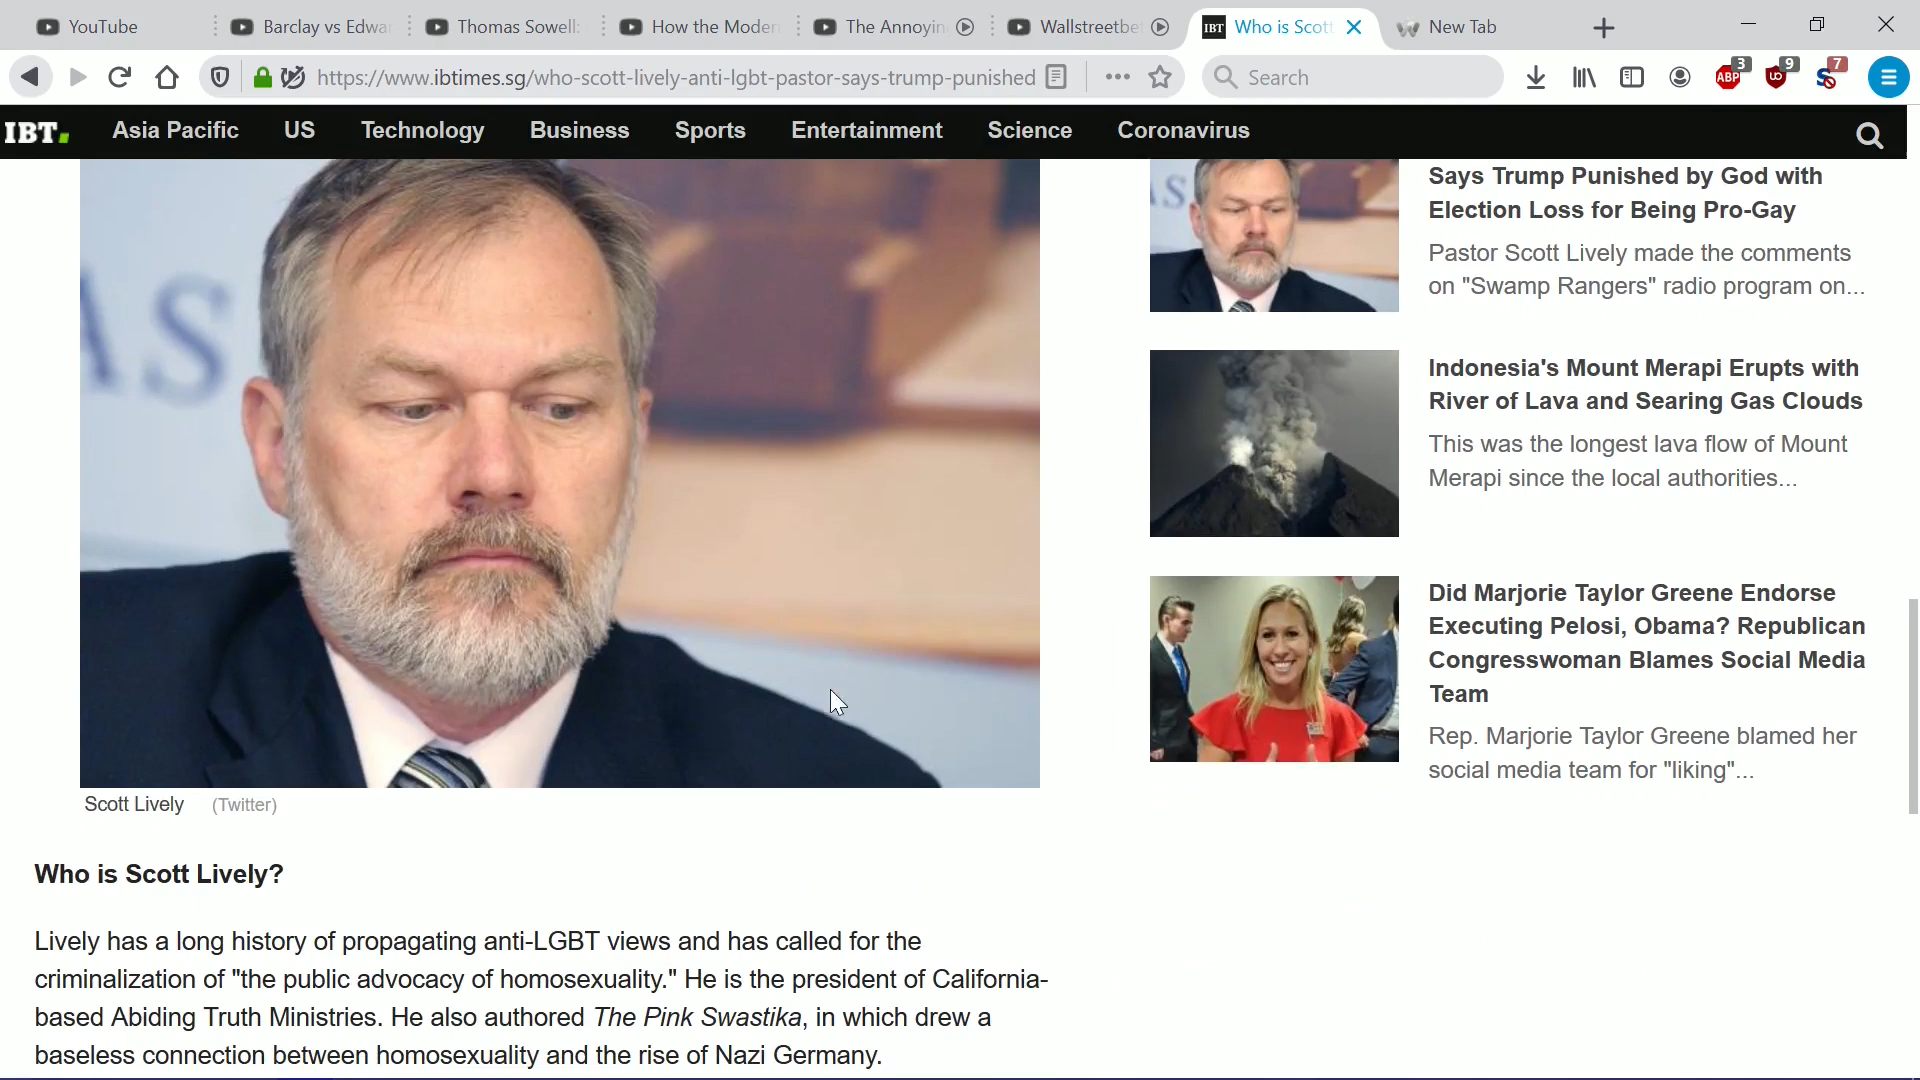 YouTube
Barclay vs Edwa
Thomas Sowell:
How the Moder
The Annoyin
Wallstreetbe
IBT
Who is Scott
New Tab
https://www.ibtimes.sg/who-scott-lively-anti-lgbt-pastor-says-trump-punished
Search
ABP 3
9
S 7
IBT.
Asia Pacific
US
Technology
Business
Sports
Entertainment
Science
Coronavirus
AS
Scott Lively (Twitter)
Who is Scott Lively?
Lively has a long history of propagating anti-LGBT views and has called for the
criminalization of "the public advocacy of homosexuality." He is the president of California-
based Abiding Truth Ministries. He also authored The Pink Swastika, in which drew a
baseless connection between homosexuality and the rise of Nazi Germany.
AS
Says Trump Punished by God with
Election Loss for Being Pro-Gay
Pastor Scott Lively made the comments
on "Swamp Rangers" radio program on...
Indonesia's Mount Merapi Erupts with
River of Lava and Searing Gas Clouds
This was the longest lava flow of Mount
Merapi since the local authorities...
Did Marjorie Taylor Greene Endorse
Executing Pelosi, Obama? Republican
Congresswoman Blames Social Media
Team
Rep. Marjorie Taylor Greene blamed her
social media team for "liking"...